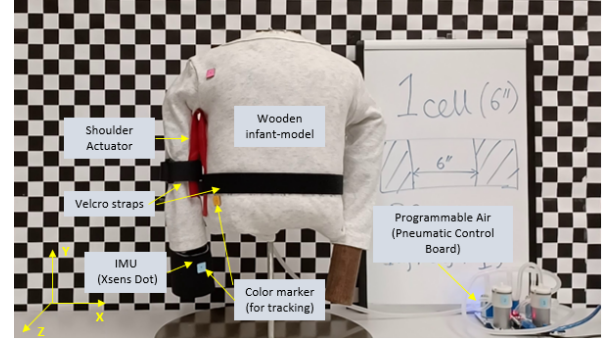 1 cell (6")
Wooden
infant-model
Shoulder
Actuator
6"
Velcro straps
Programmable Air
(Pneumatic Control
Board)
IMU
(Xsens Dot)
Color marker
(for tracking)
Y
X
Z